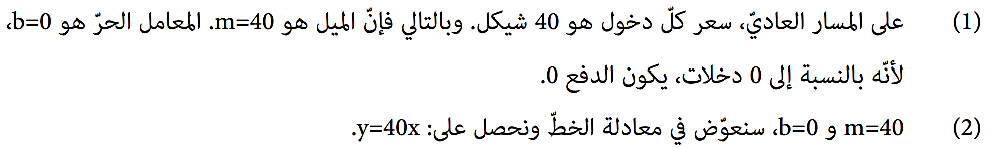 (1) على المسار العاديّ، سعر كلّ دخول هو 40 شيكل. وبالتالي فإنّ الميل هو m=40. المعامل الحرّ هو b=0،
لأنّه بالنسبة إلى 0 دخلات، يكون الدفع 0.
(2) m=40 و b=0، سنعوّض في معادلة الخطّ ونحصل على: y=40x.